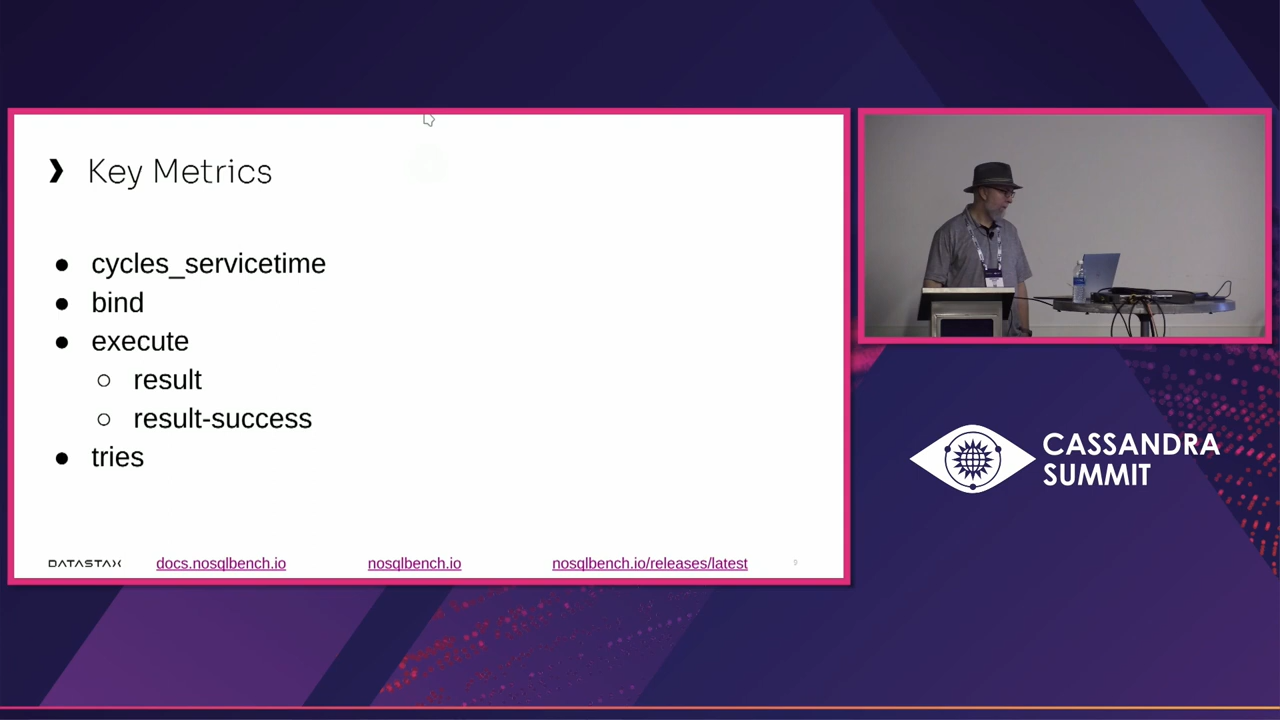 ❯ Key Metrics
● cycles_servicetime
● bind
● execute
○ result
○ result-success
● tries
DATASTAX
docs.nosqlbench.io
nosqlbench.io
nosqlbench.io/releases/latest
9
CASSANDRA
SUMMIT